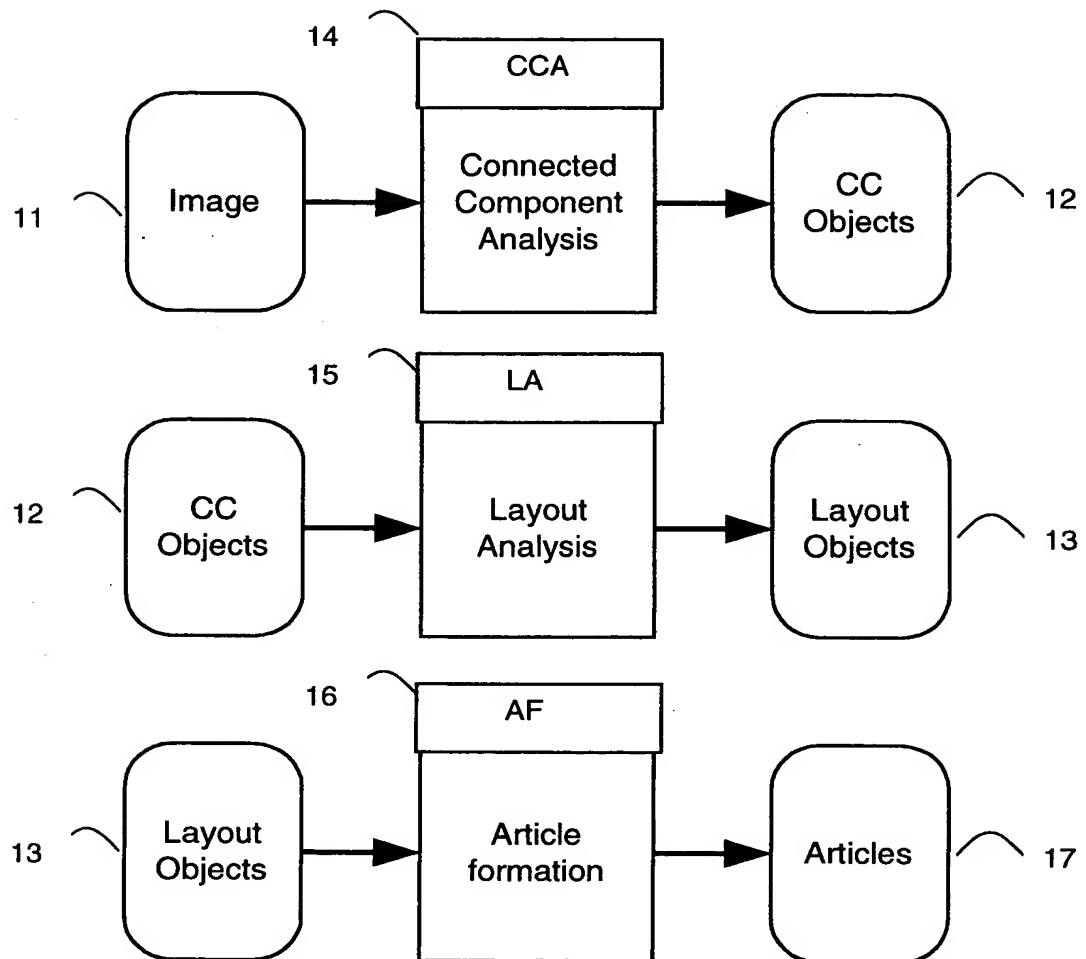 14
CCA
Image
Connected
Component
Analysis
CC
Objects
11
12
15
LA
CC
Objects
Layout
Analysis
Layout
Objects
12
13
16
AF
Layout
Objects
Article
formation
Articles
13
17